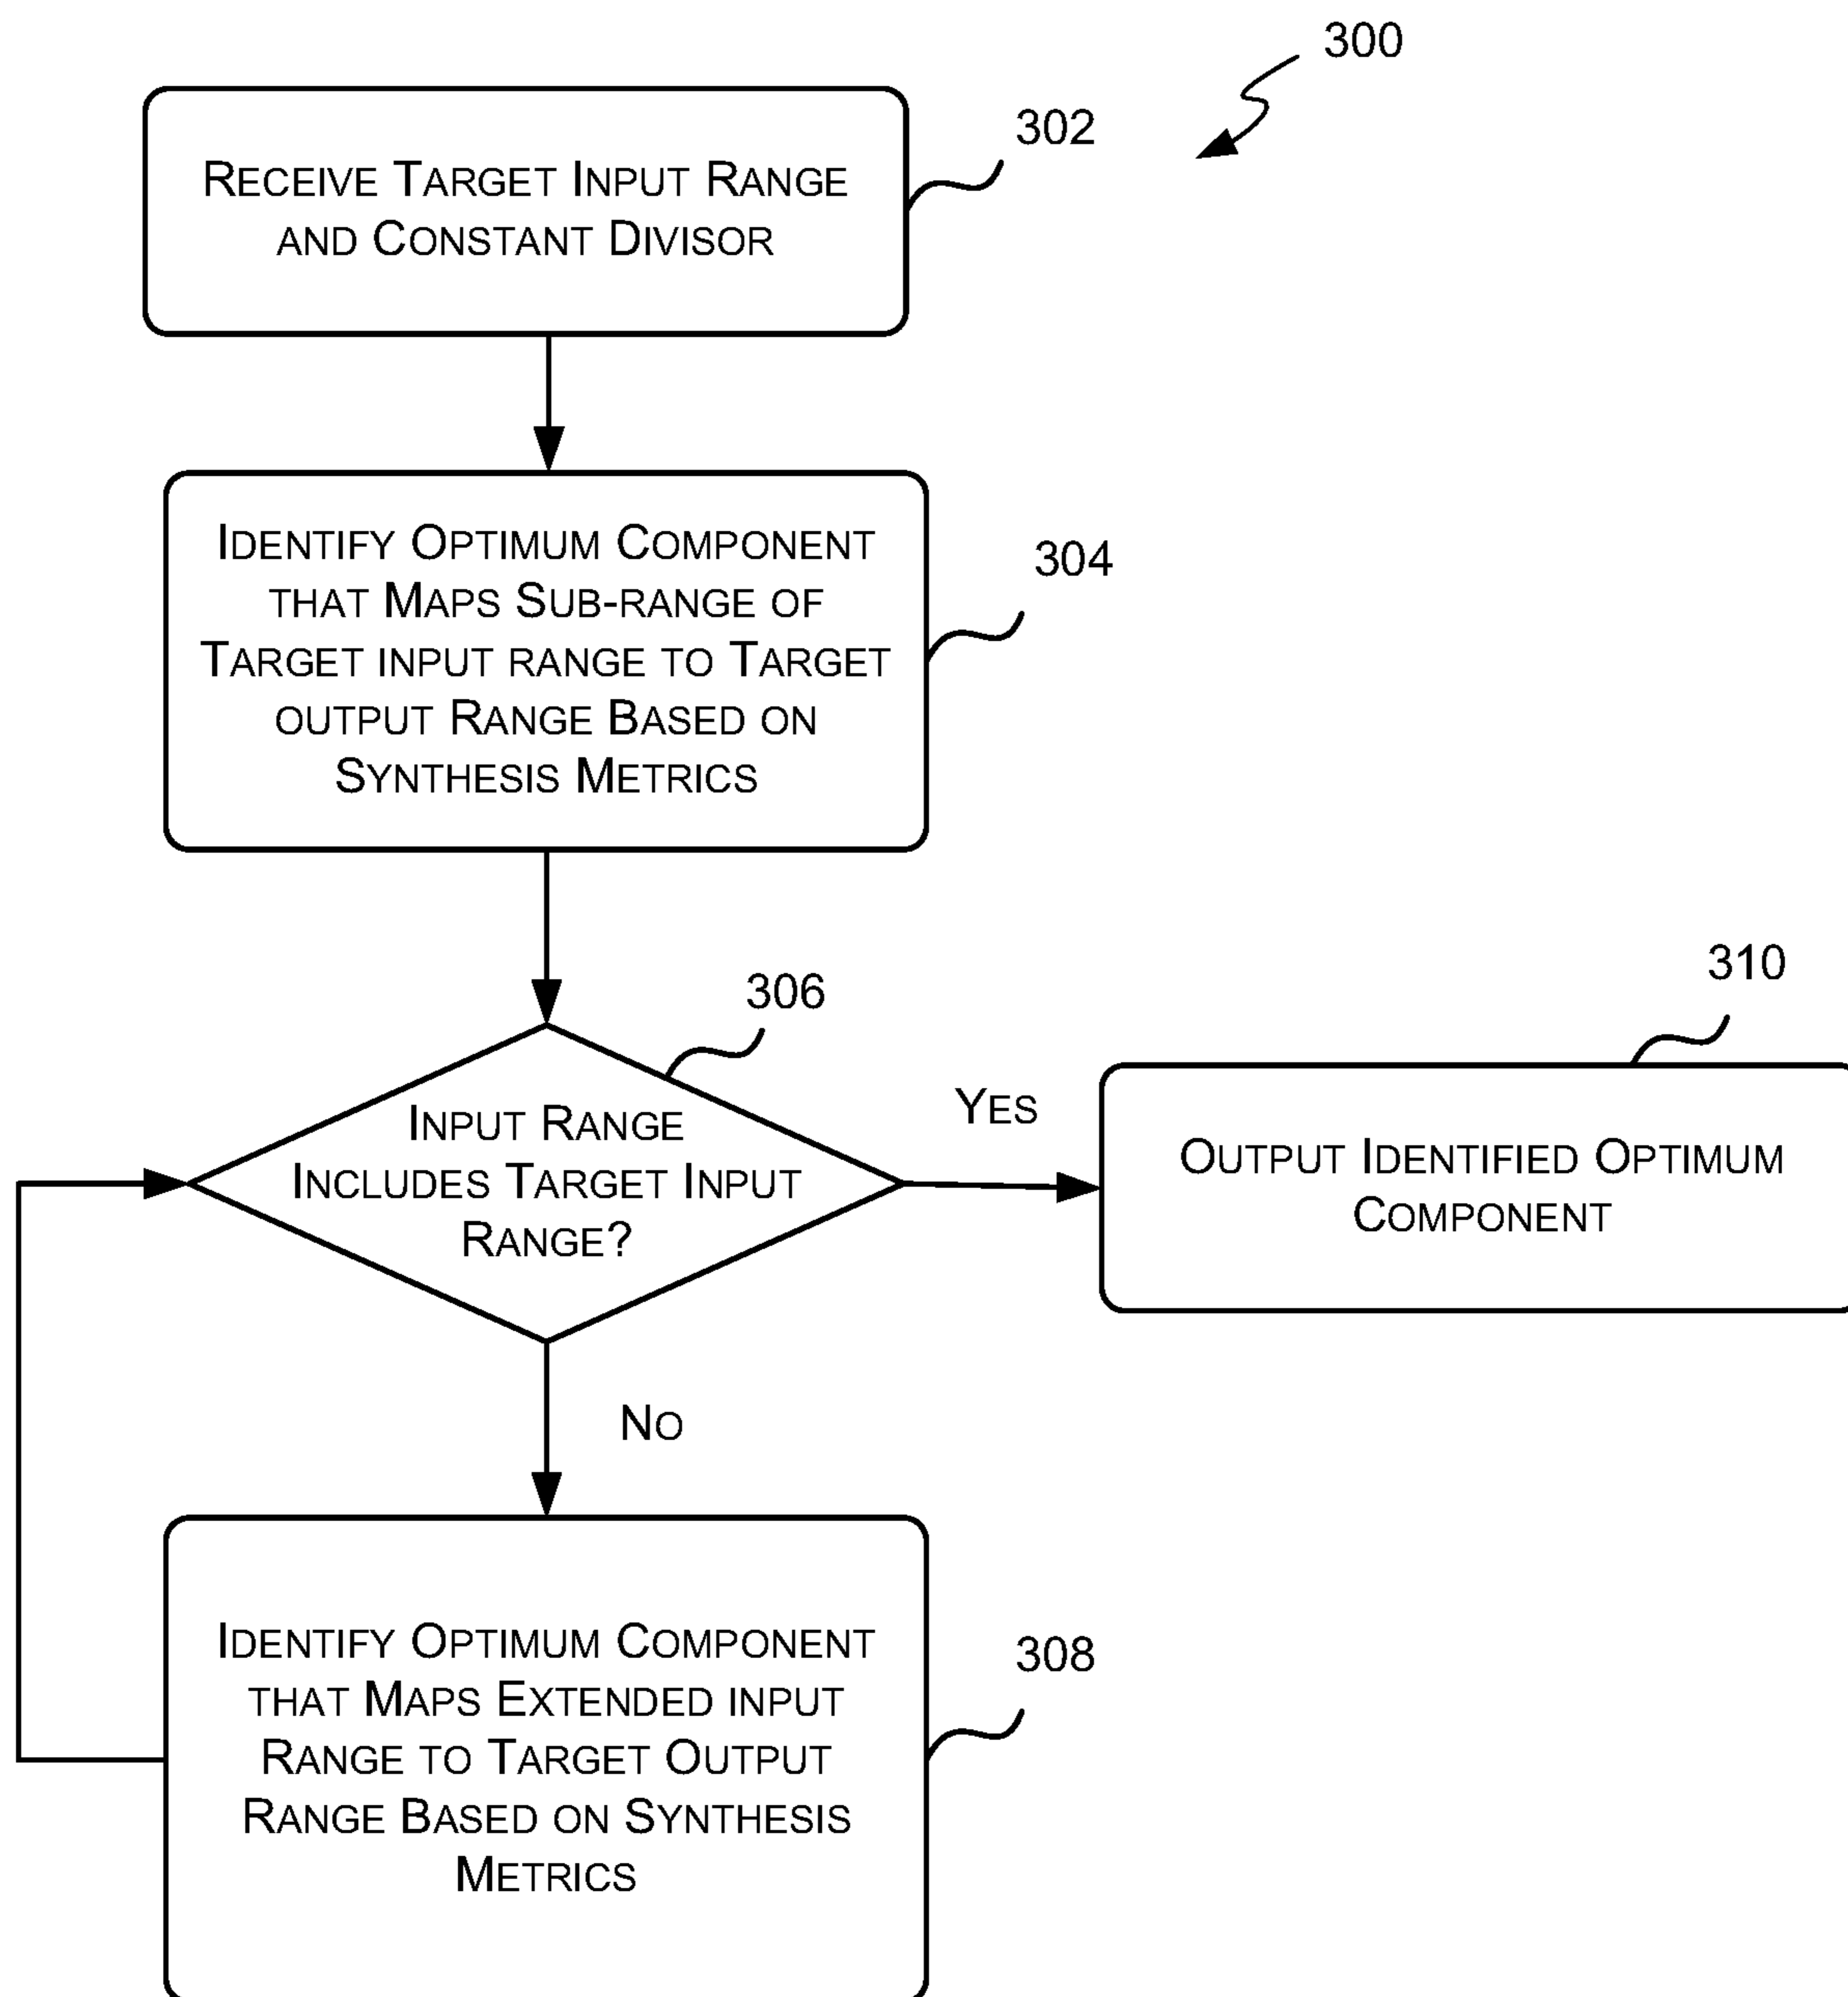 300
302
RECEIVE TARGET INPUT RANGE
AND CONSTANT DIVISOR
304
IDENTIFY OPTIMUM COMPONENT
THAT MAPS SUB-RANGE OF
TARGET INPUT RANGE TO TARGET
OUTPUT RANGE BASED ON
SYNTHESIS METRICS
306
INPUT RANGE
INCLUDES TARGET INPUT
RANGE?
YES
310
OUTPUT IDENTIFIED OPTIMUM
COMPONENT
NO
308
IDENTIFY OPTIMUM COMPONENT
THAT MAPS EXTENDED INPUT
RANGE TO TARGET OUTPUT
RANGE BASED ON SYNTHESIS
METRICS